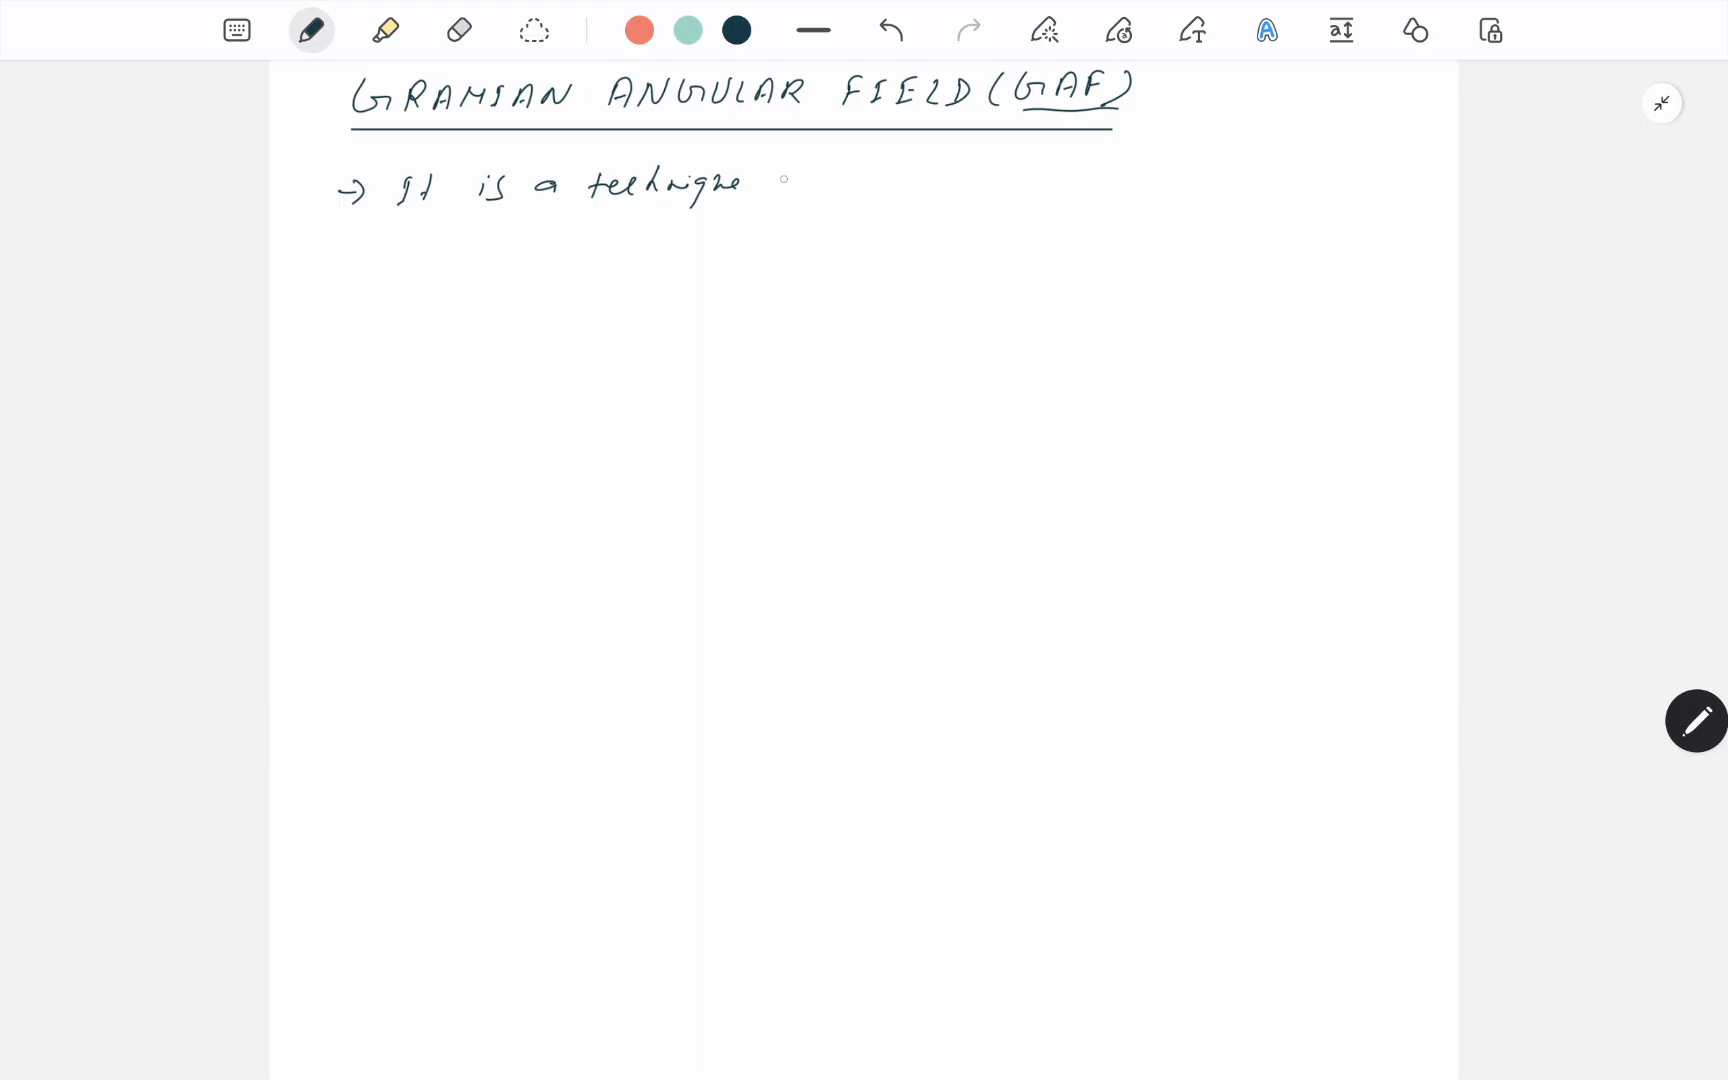 GRAMIAN ANGULAR FIELD (GAF)
→ It is a technique